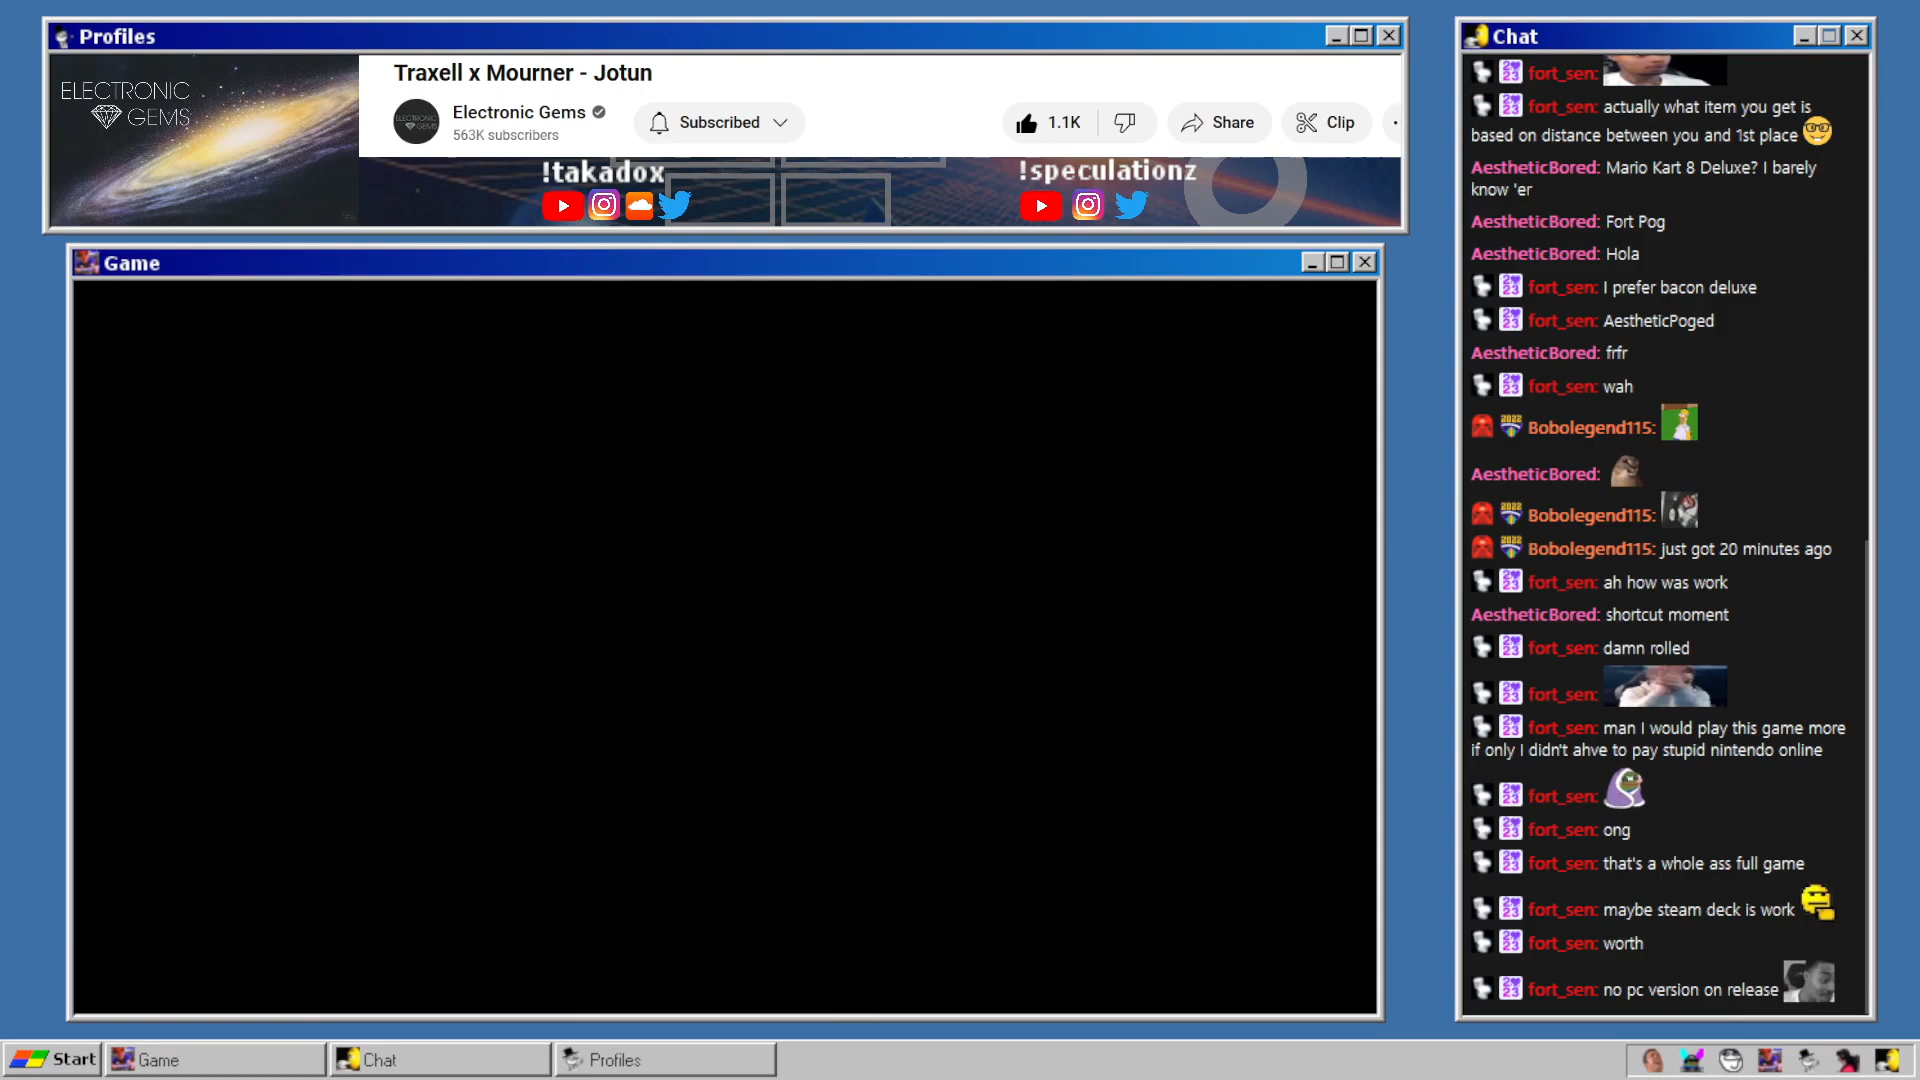 Profiles
ELECTRONIC
GEMS
Traxell x Mourner - Jotun
Electronic Gems
563K subscribers
Subscribed
1.1K
Share
Clip
!takadox
!speculationz
Game
Chat
fort_sen:
fort_sen: actually what item you get is
based on distance between you and 1st place
AestheticBored: Mario Kart 8 Deluxe? I barely
know 'er
AestheticBored: Fort Pog
AestheticBored: Hola
fort_sen: I prefer bacon deluxe
fort_sen: AestheticPoged
AestheticBored: frfr
fort_sen: wah
Bobolegend115:
AestheticBored:
Bobolegend115:
Bobolegend115: just got 20 minutes ago
fort_sen: ah how was work
AestheticBored: shortcut moment
fort_sen: damn rolled
fort_sen:
fort_sen: man I would play this game more
if only I didn't ahve to pay stupid nintendo online
fort_sen:
fort_sen: ong
fort_sen: that's a whole ass full game
fort_sen: maybe steam deck is work
fort_sen: worth
fort_sen: no pc version on release
Start
Game
Chat
Profiles